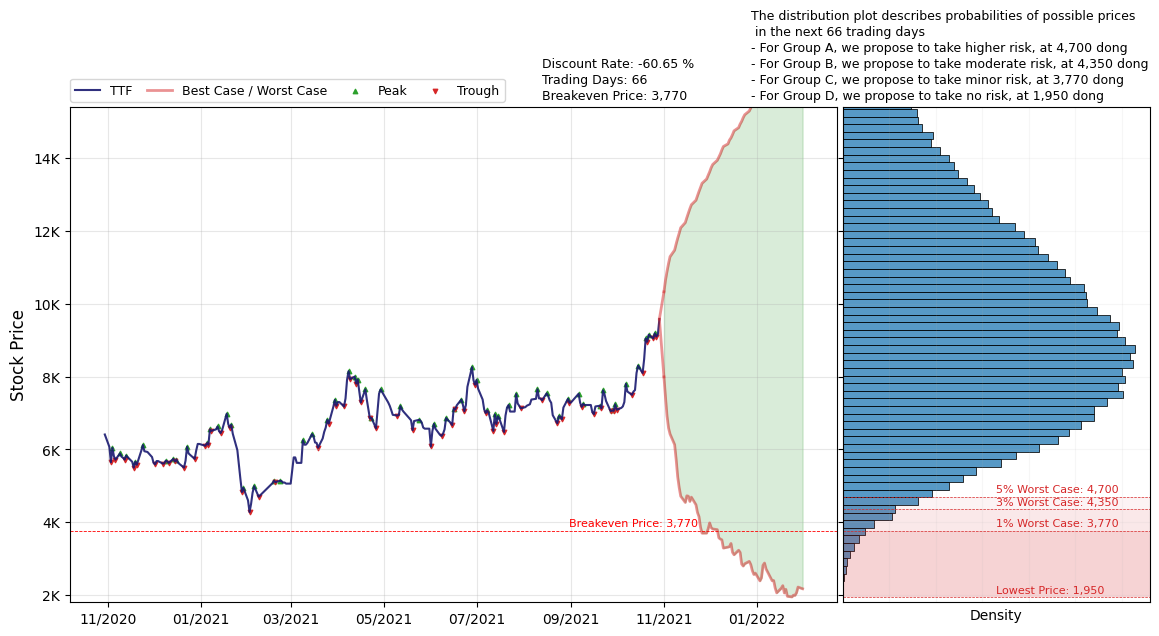 The distribution plot describes probabilities of possible prices
in the next 66 trading days
- For Group A, we propose to take higher risk, at 4,700 dong
- For Group B, we propose to take moderate risk, at 4,350 dong
- For Group C, we propose to take minor risk, at 3,770 dong
- For Group D, we propose to take no risk, at 1,950 dong
Discount Rate: -60.65 %
Trading Days: 66
Breakeven Price: 3,770
TTF Best Case / Worst Case Peak Trough
Stock Price
14K
12K
10K
8K
6K
4K
2K
Breakeven Price: 3,770
5% Worst Case: 4,700
3% Worst Case: 4,350
1% Worst Case: 3,770
Lowest Price: 1,950
11/2020 01/2021 03/2021 05/2021 07/2021 09/2021 11/2021 01/2022
Density